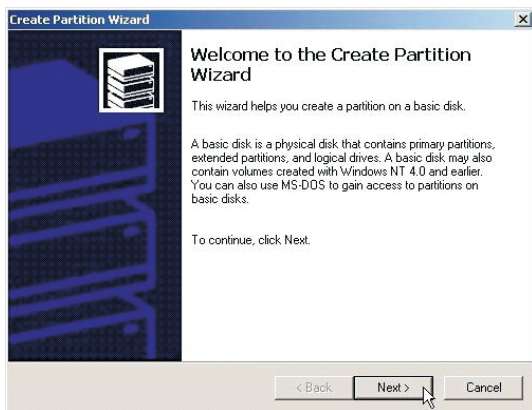 Create Partition Wizard
Welcome to the Create Partition
Wizard
This wizard helps you create a partition on a basic disk.
A basic disk is a physical disk that contains primary partitions,
extended partitions, and logical drives. A basic disk may also
contain volumes created with Windows NT 4.0 and earlier.
You can also use MS-DOS to gain access to partitions on
basic disks.
To continue, click Next.
< Back
Next >
Cancel